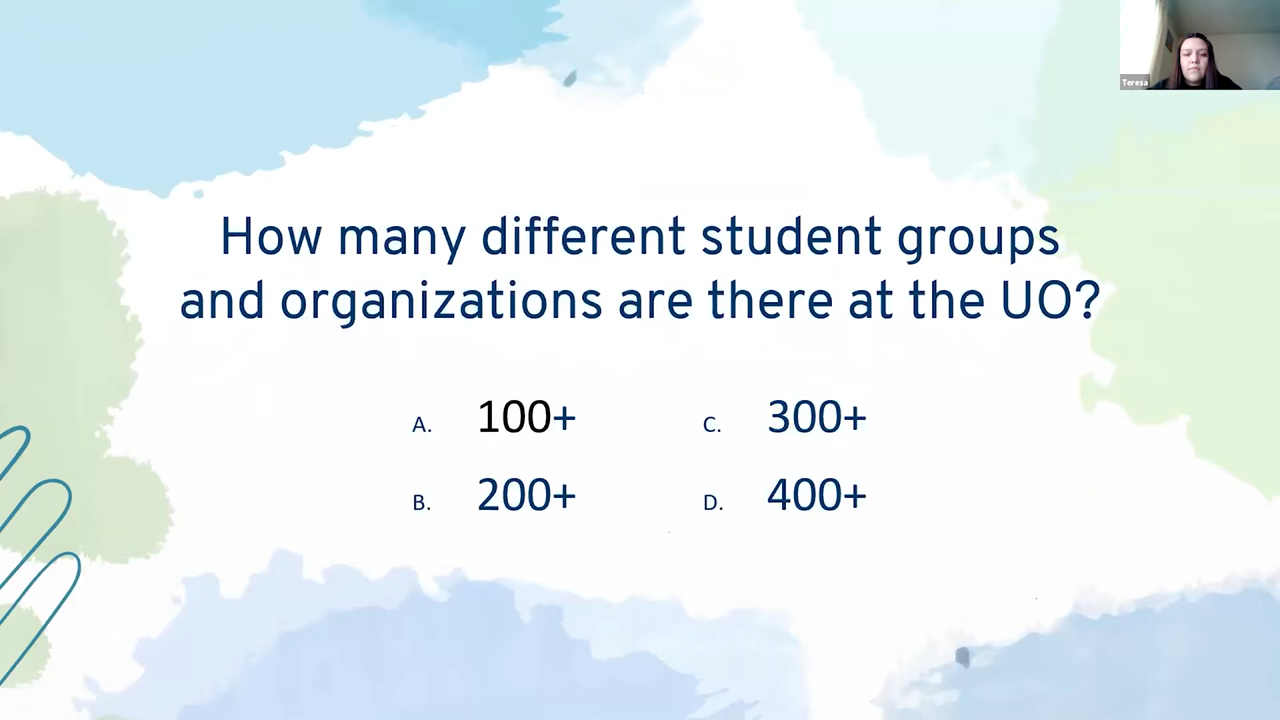 Teresa
How many different student groups
and organizations are there at the UO?
A. 100+
B. 200+
C. 300+
D. 400+